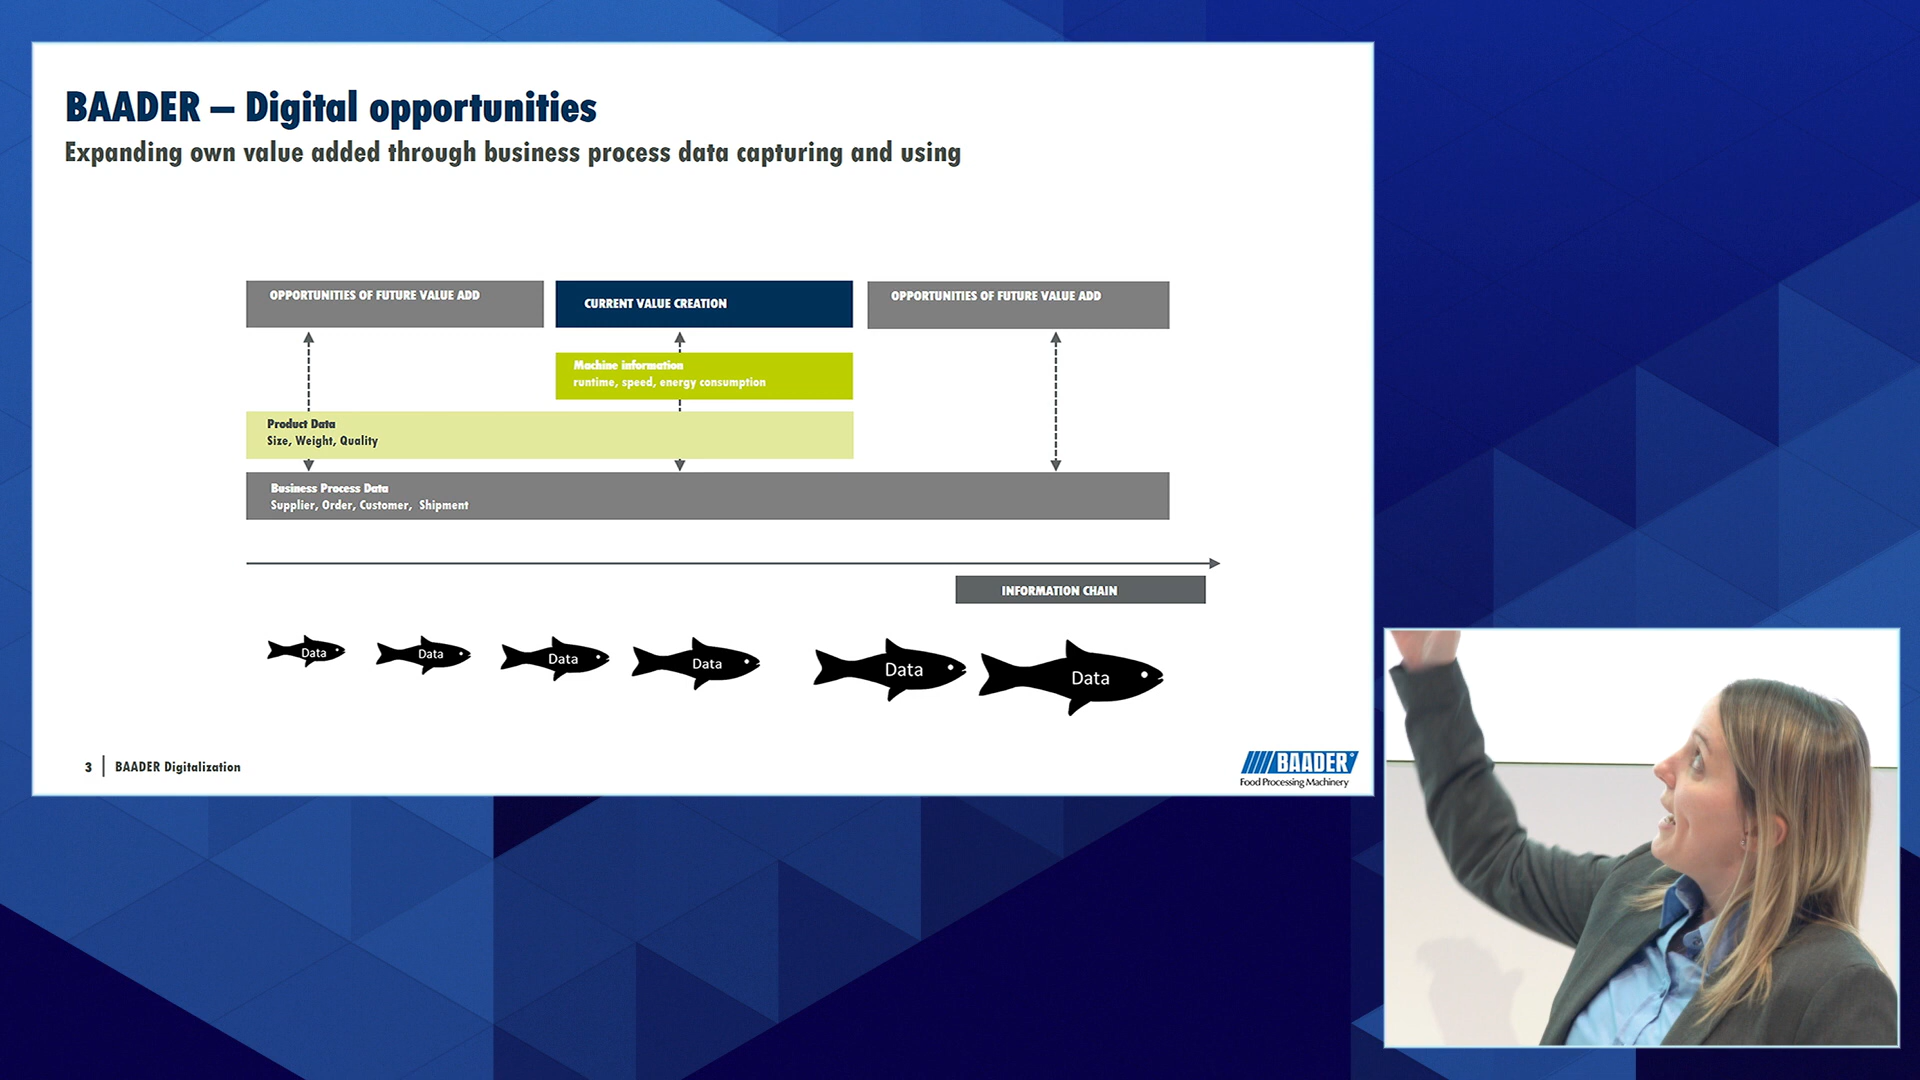 BAADER – Digital opportunities
Expanding own value added through business process data capturing and using
OPPORTUNITIES OF FUTURE VALUE ADD
CURRENT VALUE CREATION
OPPORTUNITIES OF FUTURE VALUE ADD
Machine information
runtime, speed, energy consumption
Product Data
Size, Weight, Quality
Business Process Data
Supplier, Order, Customer, Shipment
INFORMATION CHAIN
Data
Data
Data
Data
Data
Data
3 | BAADER Digitalization
BAADER
Food Processing Machinery